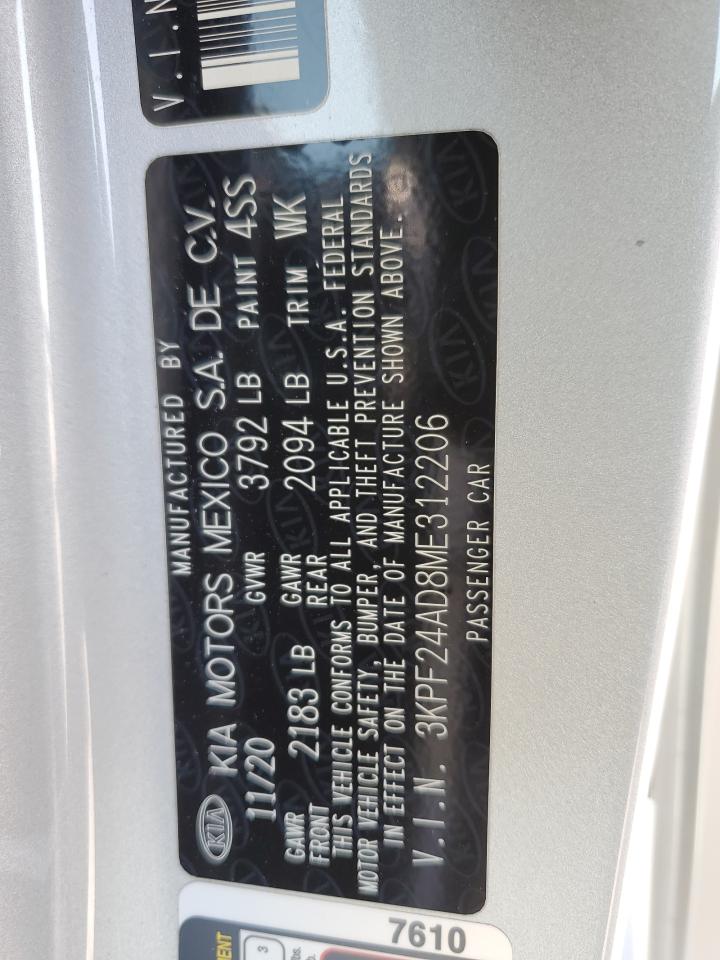 V.I.N
MANUFACTURED BY
KIA KIA MOTORS MEXICO S.A. DE C.V.
11/20 GVWR 3792 LB PAINT 4SS
GAWR FRONT 2183 LB GAWR REAR 2094 LB TRIM WK
THIS VEHICLE CONFORMS TO ALL APPLICABLE U.S.A. FEDERAL
MOTOR VEHICLE SAFETY, BUMPER, AND THEFT PREVENTION STANDARDS
IN EFFECT ON THE DATE OF MANUFACTURE SHOWN ABOVE.
V.I.N. 3KPF24AD8ME312206
PASSENGER CAR
7610
3